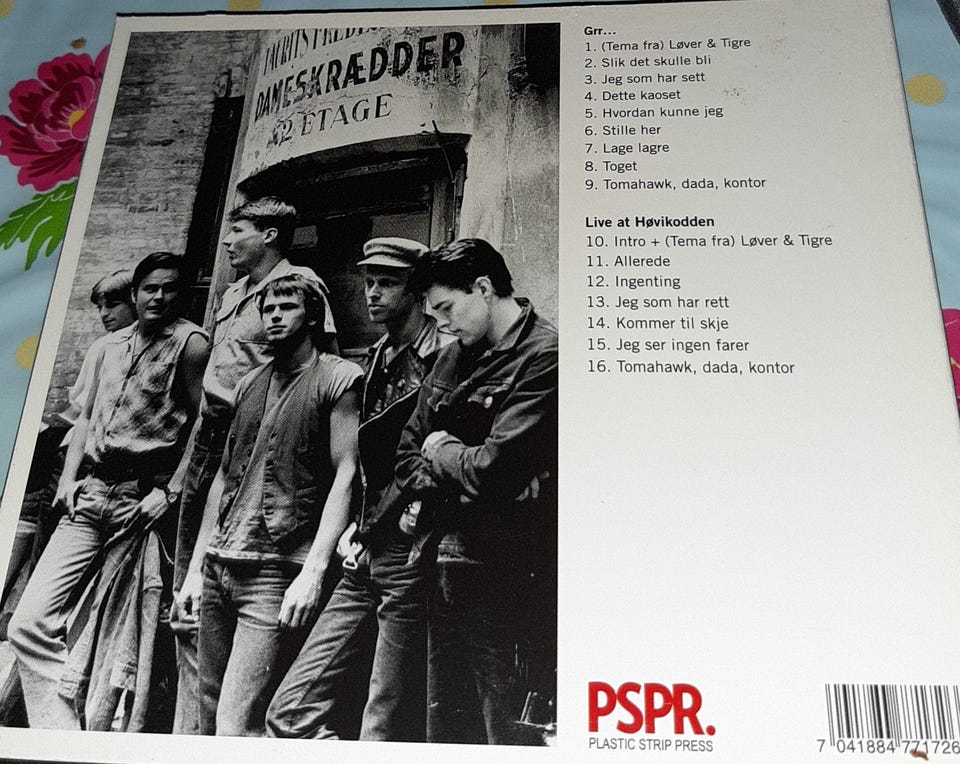 DAMESKRÆDDER
ETAGE
Grr...
1. (Tema fra) Løver & Tigre
2. Slik det skulle bli
3. Jeg som har sett
4. Dette kaoset
5. Hvordan kunne jeg
6. Stille her
7. Lage lagre
8. Toget
9. Tomahawk, dada, kontor
Live at Høvikodden
10. Intro + (Tema fra) Løver & Tigre
11. Allerede
12. Ingenting
13. Jeg som har rett
14. Kommer til skje
15. Jeg ser ingen farer
16. Tomahawk, dada, kontor
PSPR.
PLASTIC STRIP PRESS
7 041884 771726